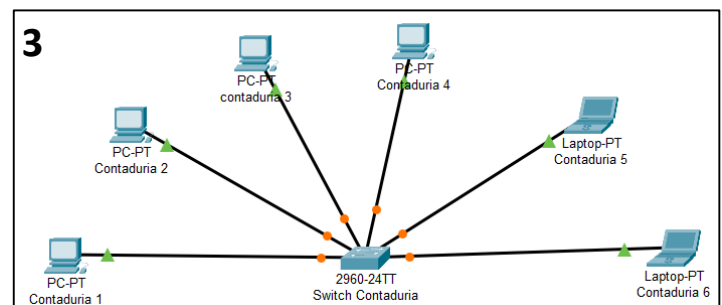 3
PC-PT
contaduria 3
PC-PT
Contaduria 4
PC-PT
Contaduria 2
Laptop-PT
Contaduria 5
PC-PT
Contaduria 1
2960-24TT
Switch Contaduria
Laptop-PT
Contaduria 6